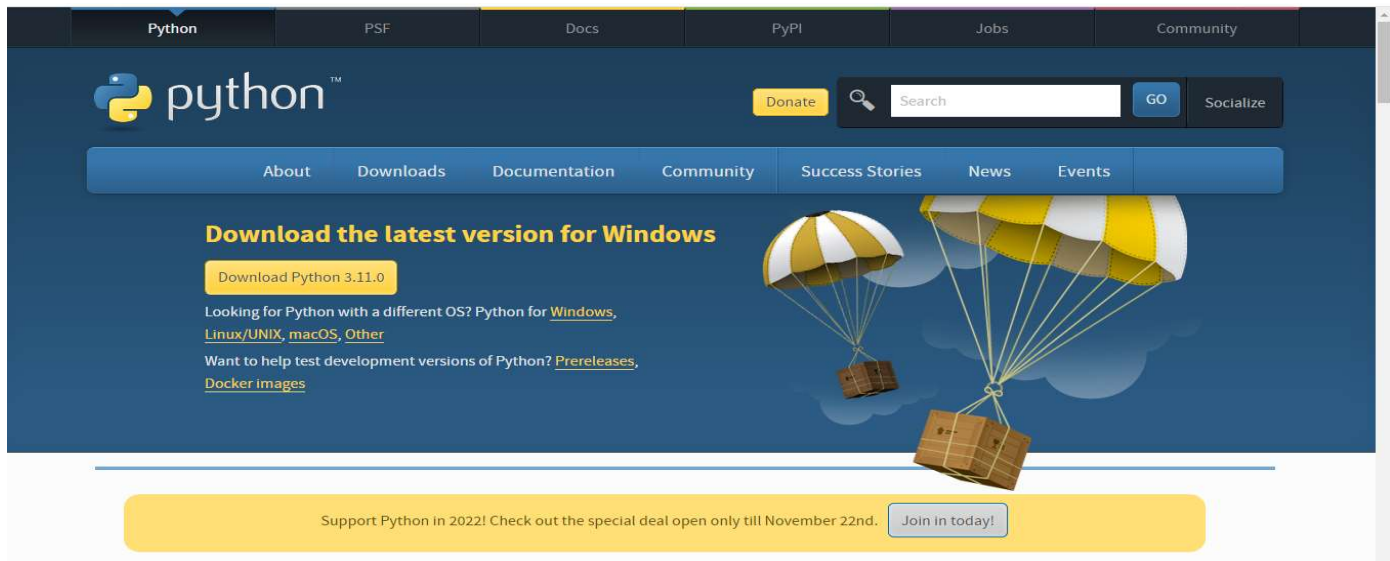 Python PSF Docs PyPI Jobs Community
python™
Donate Search GO Socialize
About Downloads Documentation Community Success Stories News Events
Download the latest version for Windows
Download Python 3.11.0
Looking for Python with a different OS? Python for Windows,
Linux/UNIX, macOS, Other
Want to help test development versions of Python? Prereleases,
Docker images
Support Python in 2022! Check out the special deal open only till November 22nd. Join in today!